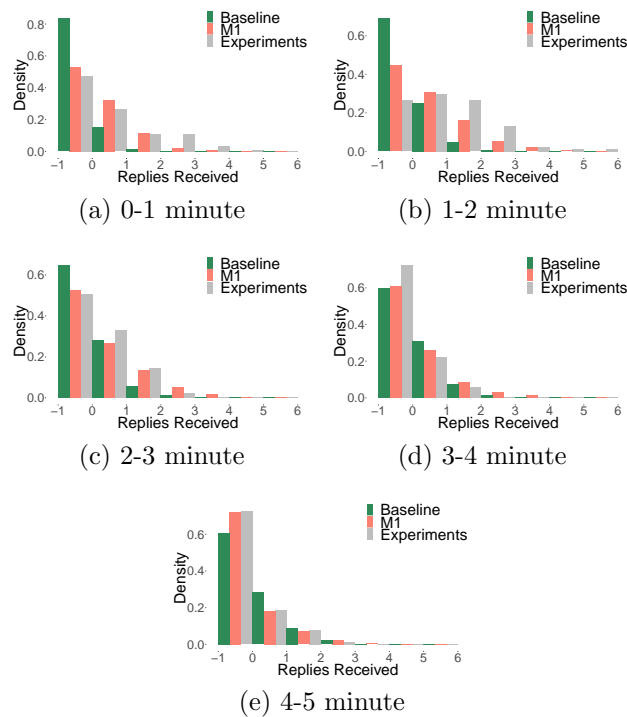 Baseline
M1
Experiments
Density
0.8
0.6
0.4
0.2
0.0
−1 0 1 2 3 4 5 6
Replies Received
(a) 0-1 minute
Baseline
M1
Experiments
Density
0.6
0.4
0.2
0.0
−1 0 1 2 3 4 5 6
Replies Received
(b) 1-2 minute
Baseline
M1
Experiments
Density
0.6
0.4
0.2
0.0
−1 0 1 2 3 4 5 6
Replies Received
(c) 2-3 minute
Baseline
M1
Experiments
Density
0.6
0.4
0.2
0.0
−1 0 1 2 3 4 5 6
Replies Received
(d) 3-4 minute
Baseline
M1
Experiments
Density
0.6
0.4
0.2
0.0
−1 0 1 2 3 4 5 6
Replies Received
(e) 4-5 minute